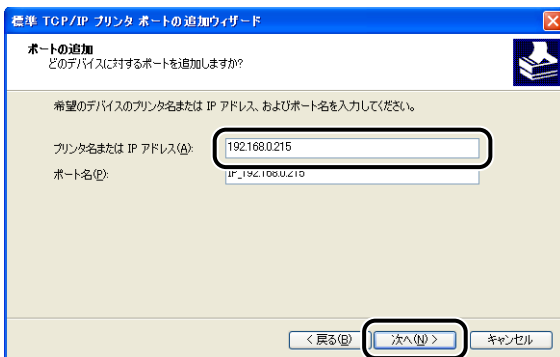 標準 TCP/IP プリンタ ポートの追加ウィザード
ポートの追加
どのデバイスに対するポートを追加しますか?
希望のデバイスのプリンタ名または IP アドレス、およびポート名を入力してください。
プリンタ名または IP アドレス(A): 192.168.0.215
ポート名(P): IP_192.168.0.215
< 戻る(B) 次へ(N) > キャンセル